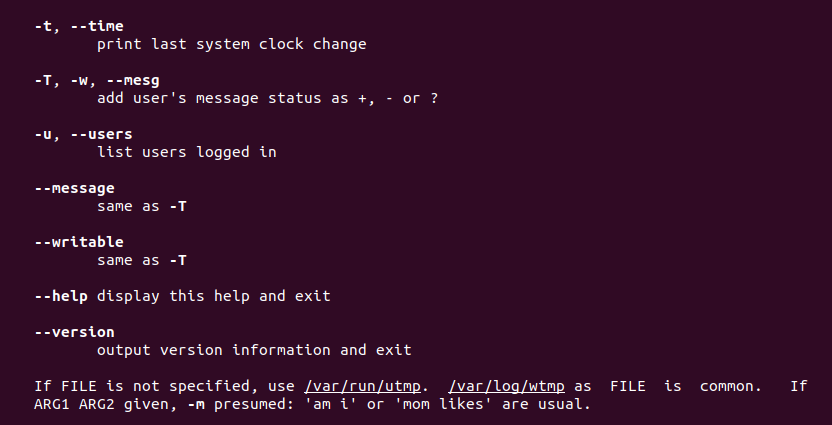 -t, --time
print last system clock change
-T, -w, --mesg
add user's message status as +, - or ?
-u, --users
list users logged in
--message
same as -T
--writable
same as -T
--help display this help and exit
--version
output version information and exit
If FILE is not specified, use /var/run/utmp.  /var/log/wtmp as  FILE  is  common.   If
ARG1 ARG2 given, -m presumed: 'am i' or 'mom likes' are usual.